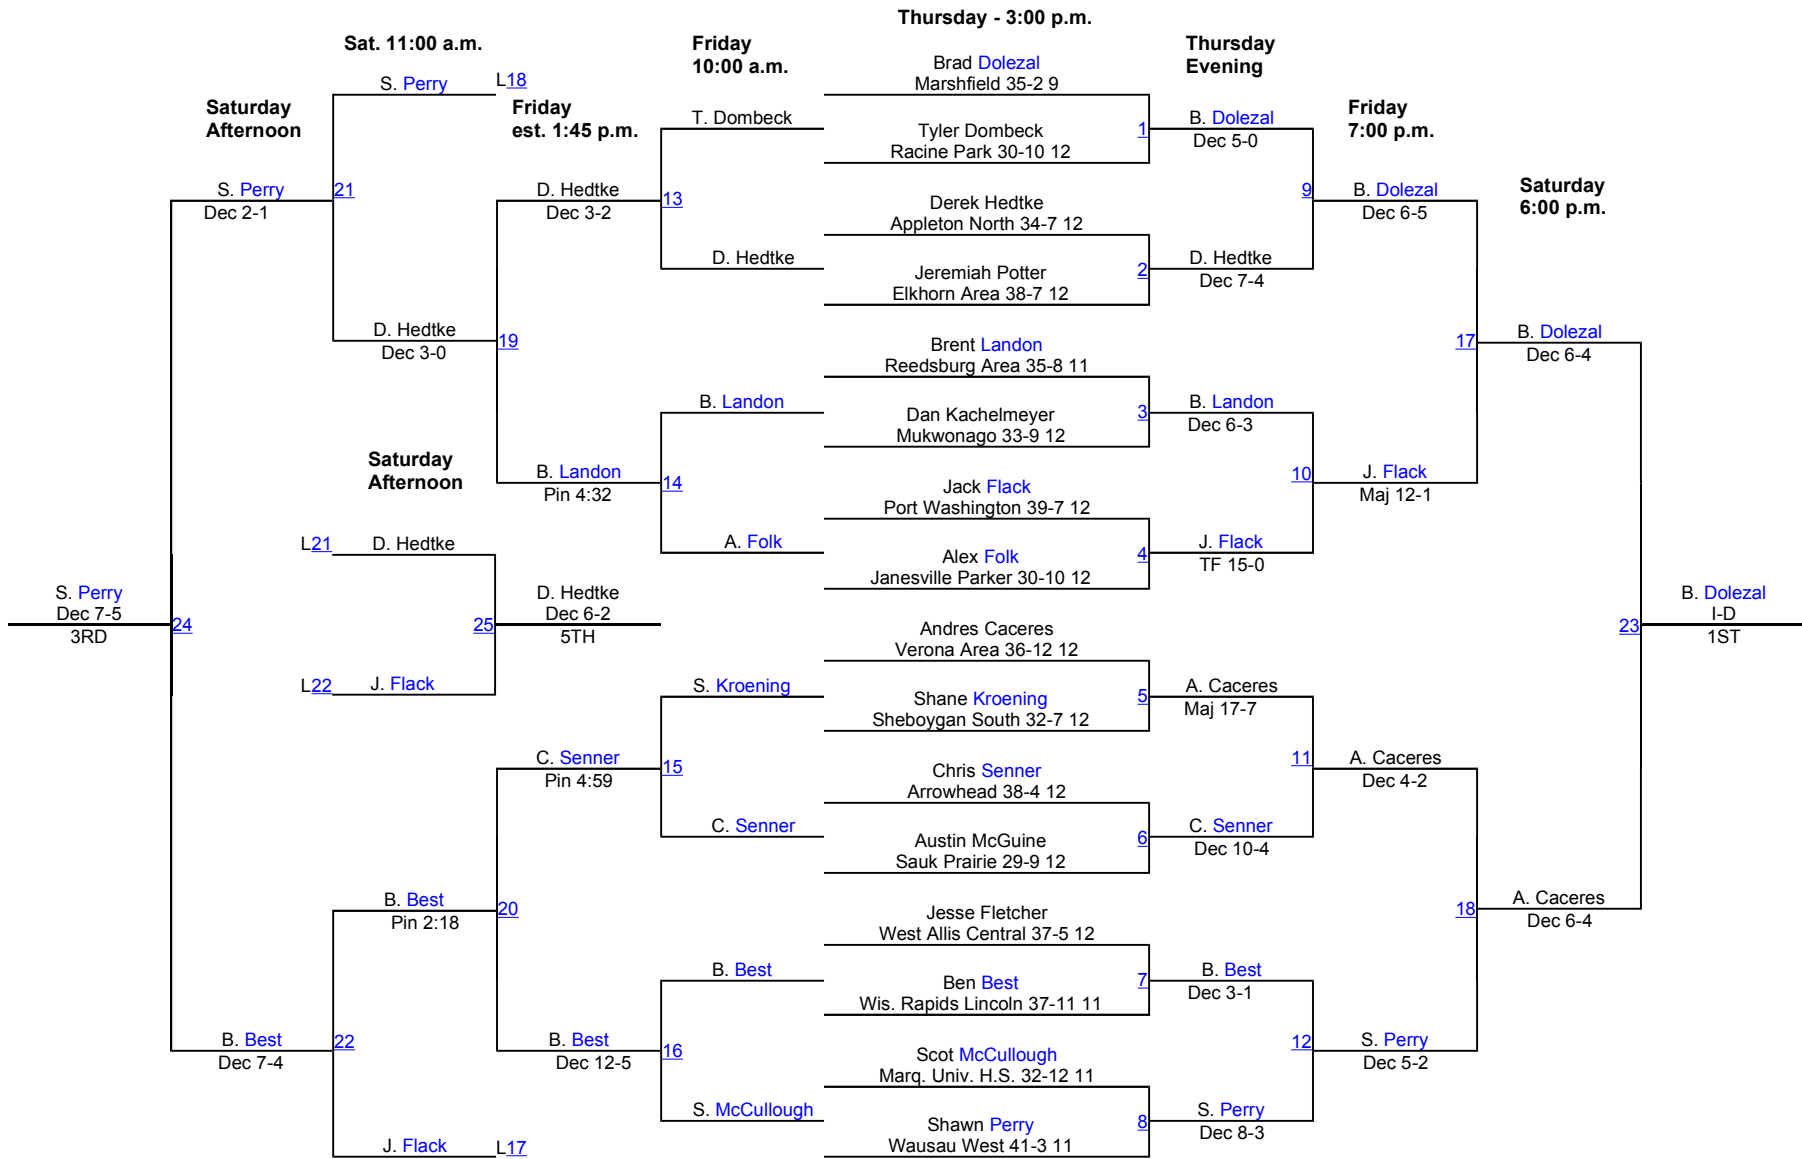 Thursday - 3:00 p.m.
Sat. 11:00 a.m.
Friday
10:00 a.m.
Thursday
Evening
Brad Dolezal
Marshfield 35-2 9
S. Perry L18
Saturday
Afternoon
Friday
est. 1:45 p.m.
T. Dombeck
Tyler Dombeck
Racine Park 30-10 12
1
B. Dolezal
Dec 5-0
Friday
7:00 p.m.
S. Perry
Dec 2-1
21
D. Hedtke
Dec 3-2
13
Derek Hedtke
Appleton North 34-7 12
9
B. Dolezal
Dec 6-5
Saturday
6:00 p.m.
D. Hedtke
Jeremiah Potter
Elkhorn Area 38-7 12
2
D. Hedtke
Dec 7-4
D. Hedtke
Dec 3-0
19
Brent Landon
Reedsburg Area 35-8 11
17
B. Dolezal
Dec 6-4
B. Landon
Dan Kachelmeyer
Mukwonago 33-9 12
3
B. Landon
Dec 6-3
Saturday
Afternoon
B. Landon
Pin 4:32
14
Jack Flack
Port Washington 39-7 12
10
J. Flack
Maj 12-1
L21 D. Hedtke
A. Folk
Alex Folk
Janesville Parker 30-10 12
4
J. Flack
TF 15-0
S. Perry
Dec 7-5
3RD
24
25
D. Hedtke
Dec 6-2
5TH
Andres Caceres
Verona Area 36-12 12
23
B. Dolezal
I-D
1ST
L22 J. Flack
S. Kroening
Shane Kroening
Sheboygan South 32-7 12
5
A. Caceres
Maj 17-7
C. Senner
Pin 4:59
15
Chris Senner
Arrowhead 38-4 12
11
A. Caceres
Dec 4-2
C. Senner
Austin McGuine
Sauk Prairie 29-9 12
6
C. Senner
Dec 10-4
B. Best
Pin 2:18
20
Jesse Fletcher
West Allis Central 37-5 12
18
A. Caceres
Dec 6-4
B. Best
Ben Best
Wis. Rapids Lincoln 37-11 11
7
B. Best
Dec 3-1
B. Best
Dec 7-4
22
B. Best
Dec 12-5
16
Scot McCullough
Marq. Univ. H.S. 32-12 11
12
S. Perry
Dec 5-2
S. McCullough
Shawn Perry
Wausau West 41-3 11
8
S. Perry
Dec 8-3
J. Flack L17